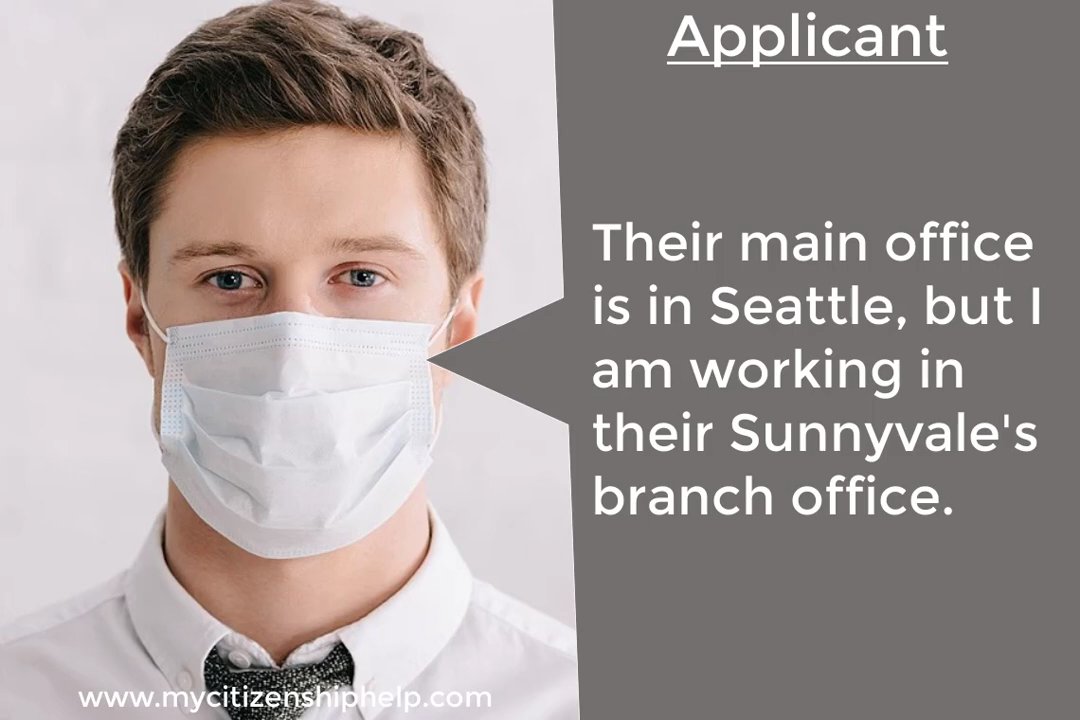 Applicant
Their main office
is in Seattle, but I
am working in
their Sunnyvale's
branch office.
www.mycitizenshiphelp.com